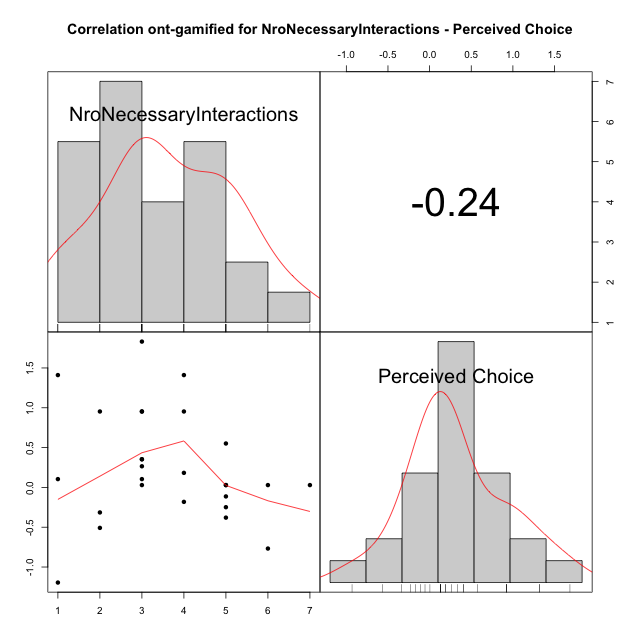 Correlation ont-gamified for NroNecessaryInteractions - Perceived Choice
-1.0 -0.5 0.0 0.5 1.0 1.5
NroNecessaryInteractions
-0.24
7
6
5
4
3
2
1
Perceived Choice
1.5
1.0
0.5
0.0
-0.5
-1.0
1 2 3 4 5 6 7